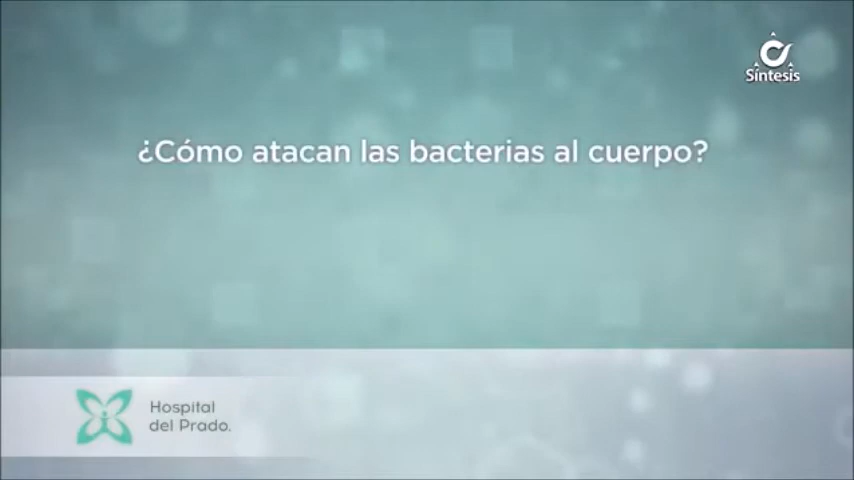 Síntesis
¿Cómo atacan las bacterias al cuerpo?
Hospital
del Prado.